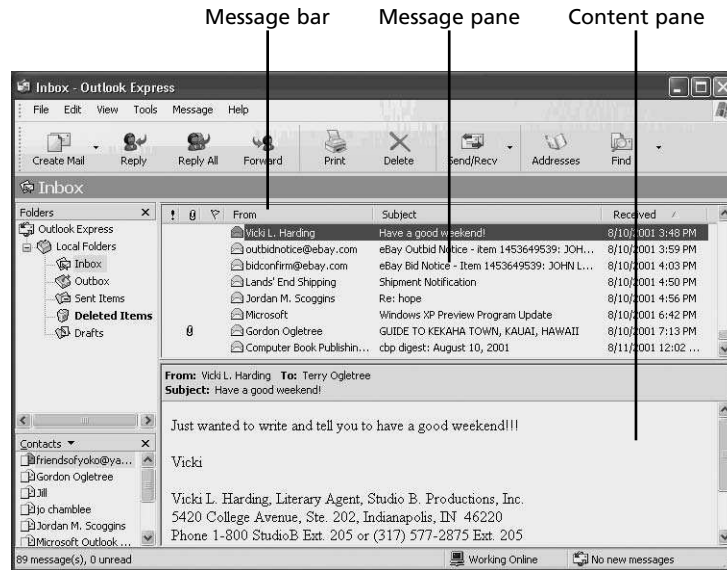 Message bar Message pane Content pane
Inbox - Outlook Express
File Edit View Tools Message Help
Create Mail Reply Reply All Forward Print Delete Send/Recv Addresses Find
Inbox
Folders
Outlook Express
Local Folders
Inbox
Outbox
Sent Items
Deleted Items
Drafts
! From Subject Received
Vicki L. Harding Have a good weekend! 8/10/2001 3:48 PM
outbidnotice@ebay.com eBay Outbid Notice - item 1453649539: JOH... 8/10/2001 3:59 PM
bidconfirm@ebay.com eBay Bid Notice - Item 1453649539: JOHN L... 8/10/2001 4:03 PM
Lands' End Shipping Shipment Notification 8/10/2001 4:50 PM
Jordan M. Scoggins Re: hope 8/10/2001 4:56 PM
Microsoft Windows XP Preview Program Update 8/10/2001 6:42 PM
Gordon Ogletree GUIDE TO KEKAHA TOWN, KAUAI, HAWAII 8/10/2001 7:13 PM
Computer Book Publishin... cbp digest: August 10, 2001 8/11/2001 12:02 ...
From: Vicki L. Harding To: Terry Ogletree
Subject: Have a good weekend!
Just wanted to write and tell you to have a good weekend!!!
Vicki
Vicki L. Harding, Literary Agent, Studio B. Productions, Inc.
5420 College Avenue, Ste. 202, Indianapolis, IN 46220
Phone 1-800 StudioB Ext. 205 or (317) 577-2875 Ext. 205
Contacts
friendsofyoko@ya...
Gordon Ogletree
Jill
jo chamblee
Jordan M. Scoggins
Microsoft Outlook ...
89 message(s), 0 unread Working Online No new messages